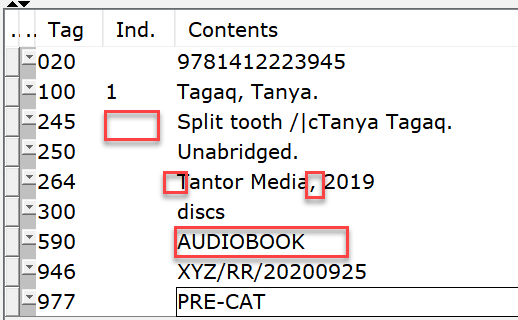 .. .. Tag Ind. Contents
020 9781412223945
100 1 Tagaq, Tanya.
245 Split tooth /|cTanya Tagaq.
250 Unabridged.
264 Tantor Media, 2019
300 discs
590 AUDIOBOOK
946 XYZ/RR/20200925
977 PRE-CAT